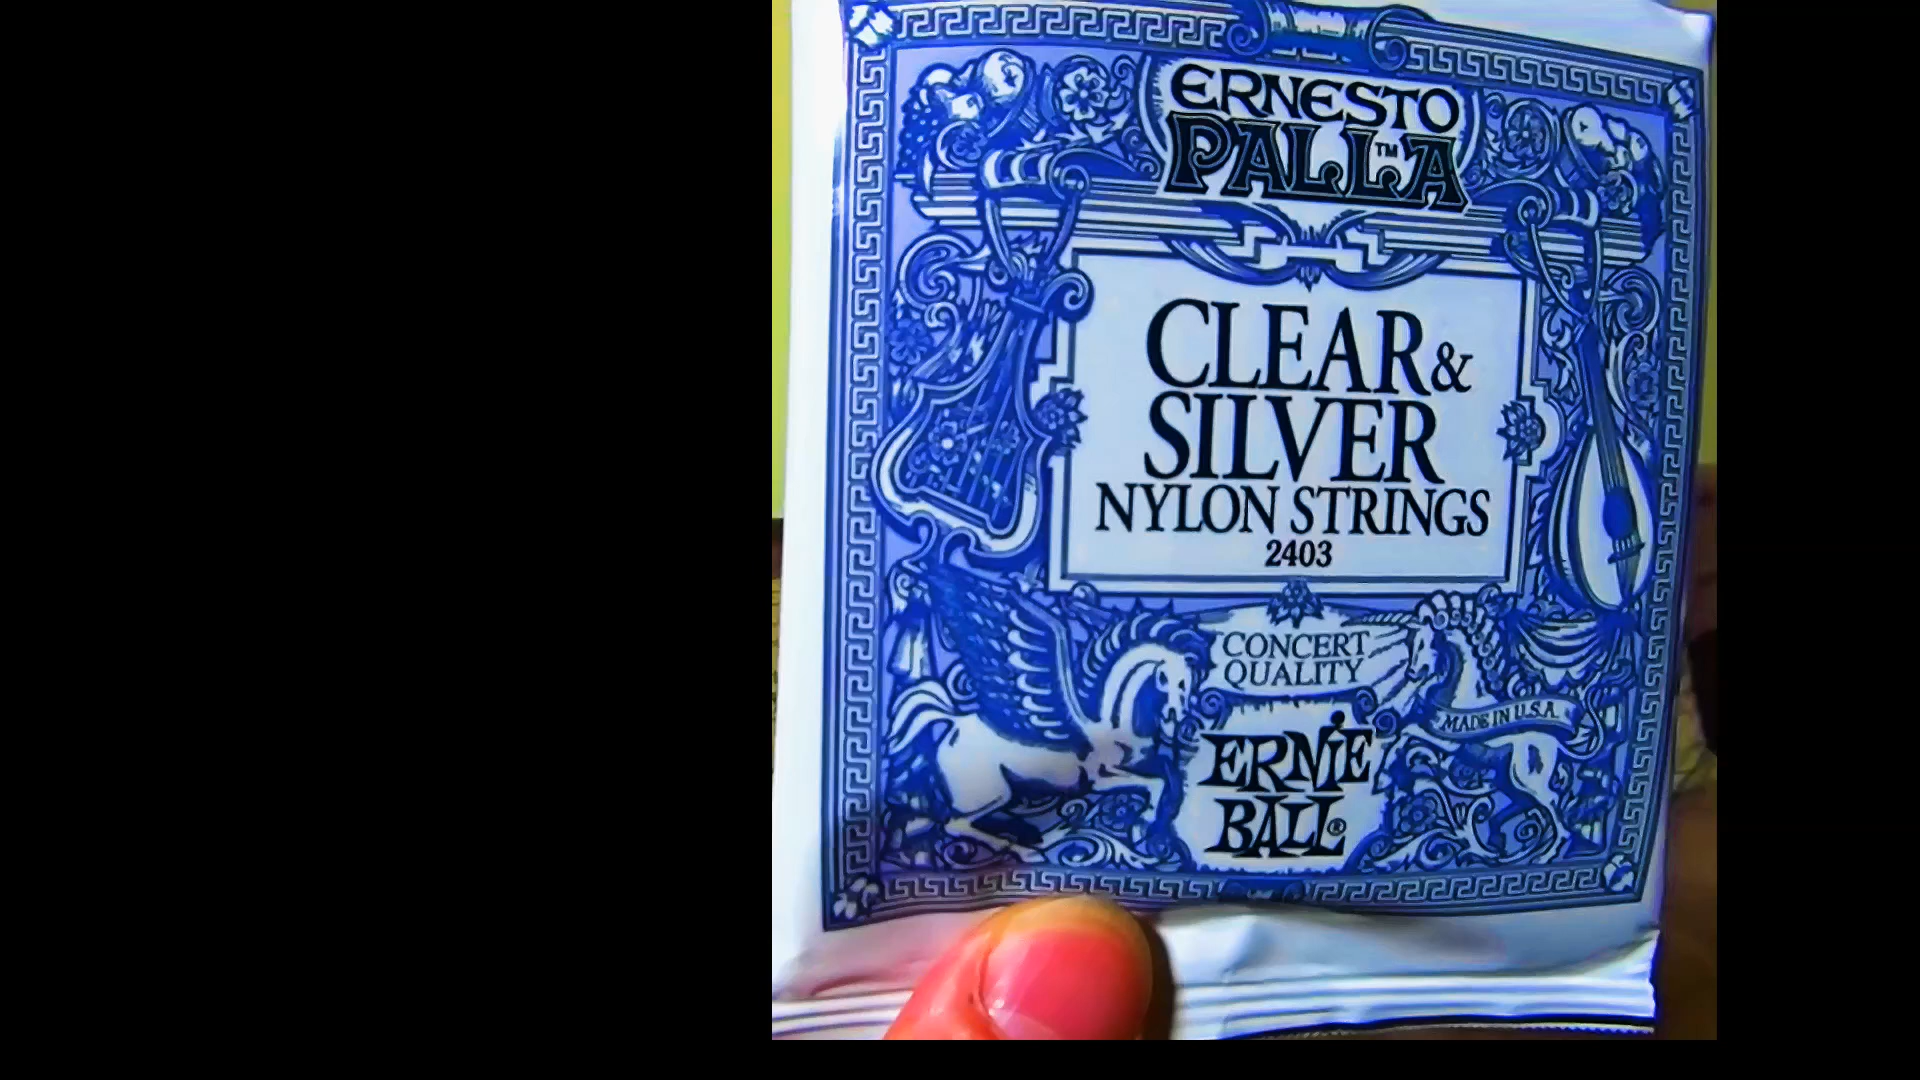 ERNESTO
PALLA™
CLEAR &
SILVER
NYLON STRINGS
2403
CONCERT
QUALITY
MADE IN U.S.A.
ERNIE
BALL®